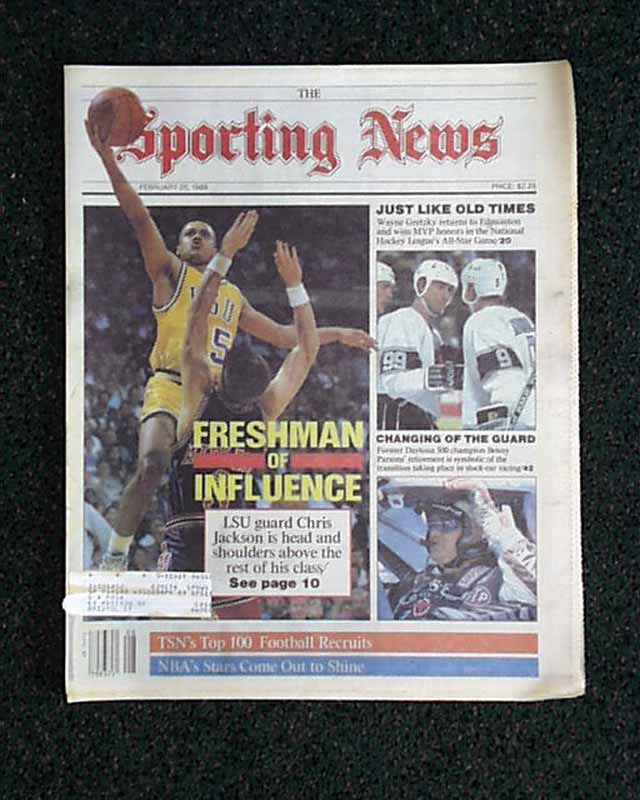 THE
Sporting News
FEBRUARY 20, 1989
PRICE: $2.25
JUST LIKE OLD TIMES
Wayne Gretzky returns to Edmonton
and wins MVP honors in the National
Hockey League's All-Star Game/20
LSU
5
99
9
FRESHMAN
OF
INFLUENCE
LSU guard Chris
Jackson is head and
shoulders above the
rest of his class/
See page 10
CHANGING OF THE GUARD
Former Daytona 500 champion Benny
Parsons' retirement is symbolic of the
transition taking place in stock-car racing/42
TSN's Top 100 Football Recruits
NBA's Stars Come Out to Shine